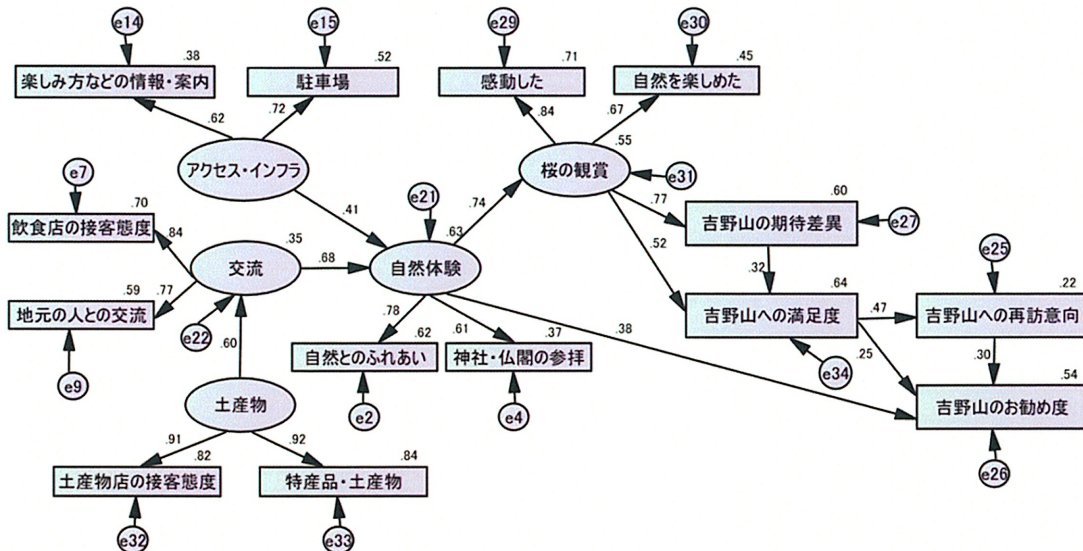 e14
e15
e29
e30
.38
.52
.71
.45
楽しみ方などの情報・案内
駐車場
感動した
自然を楽しめた
.62
.72
.84
.67
.55
アクセス・インフラ
桜の観賞
e31
e7
e21
.70
.41
.74
.77
.60
飲食店の接客態度
.84
吉野山の期待差異
e27
.35
.63
.52
e25
交流
.68
自然体験
.32
.59
.77
.64
.22
地元の人との交流
e22
.78
.62
.61
.37
.38
吉野山への満足度
.47
吉野山への再訪意向
.60
自然とのふれあい
神社・仏閣の参拝
.25
.30
e9
e34
.54
土産物
e2
e4
吉野山のお勧め度
.91
.82
.92
.84
土産物店の接客態度
特産品・土産物
e26
e32
e33